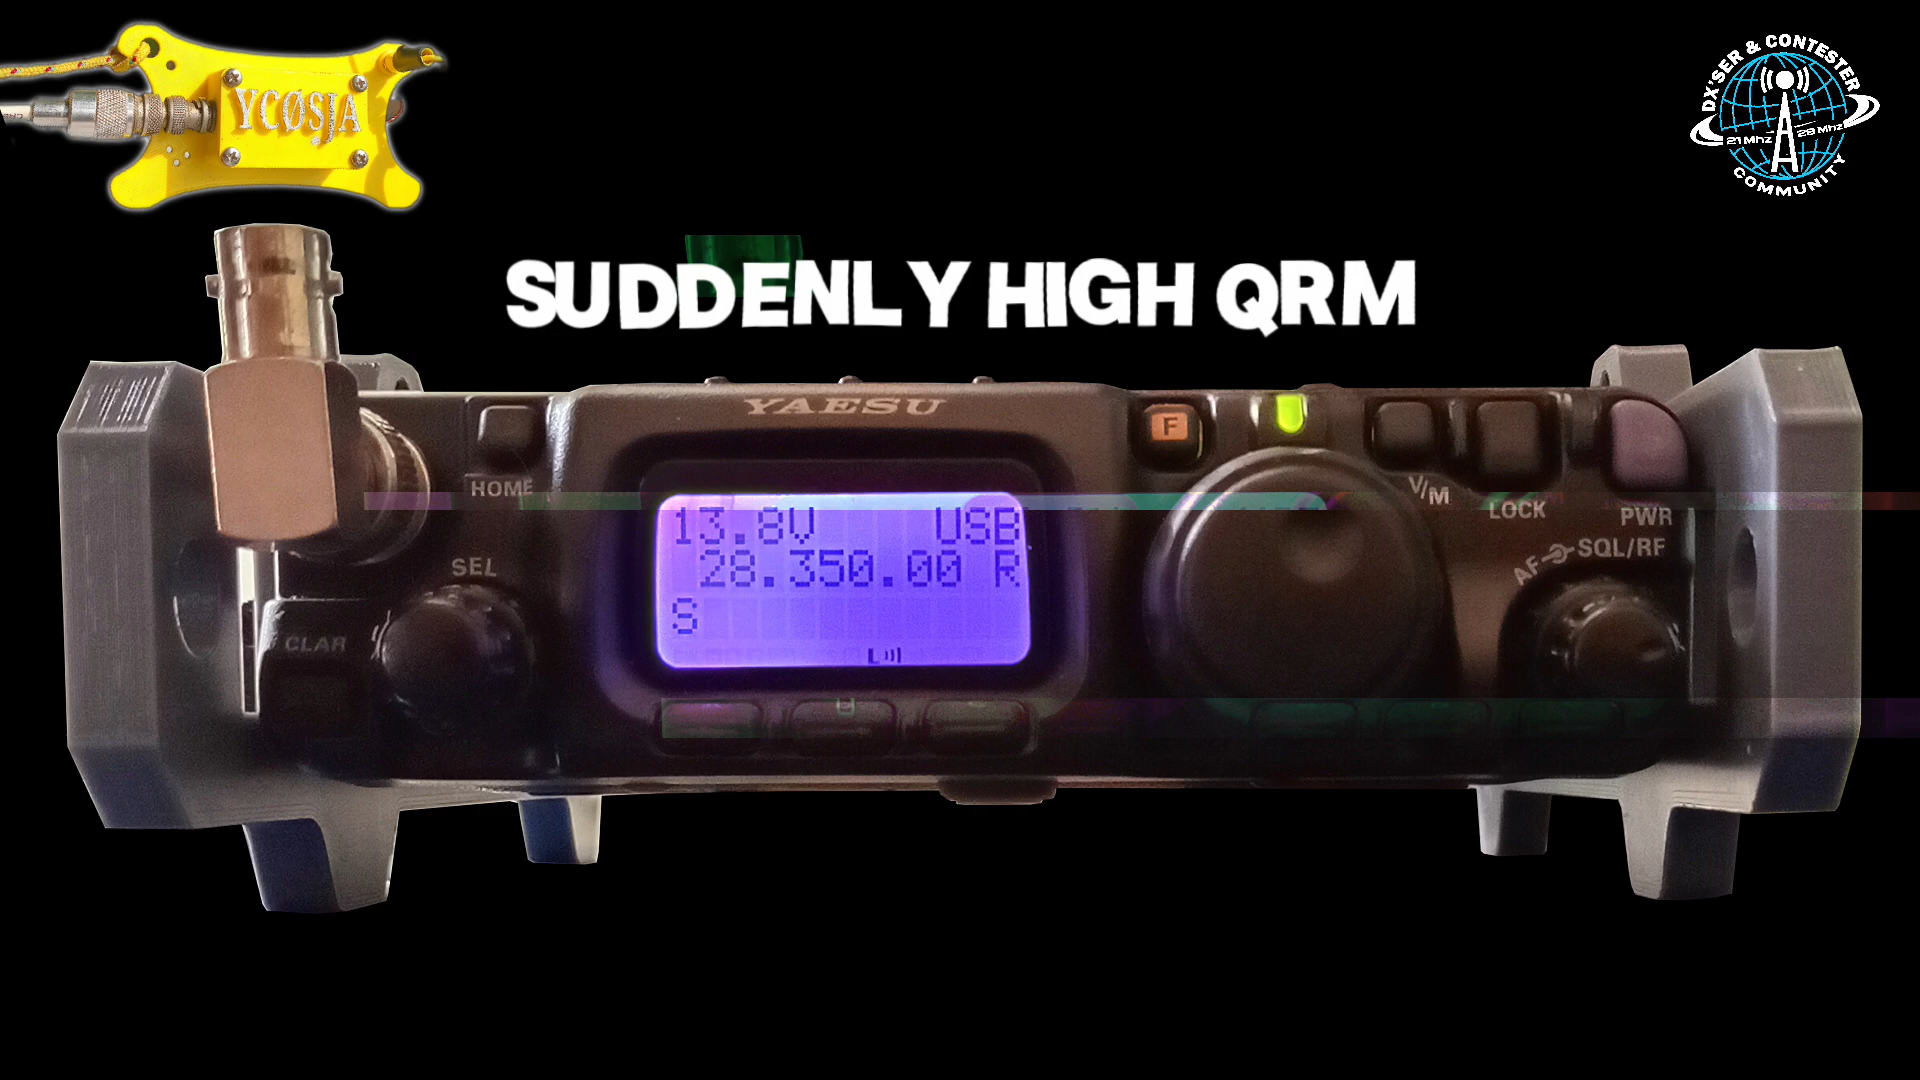 YCØSJA
DX'SER & CONTESTER
21 Mhz 28 Mhz
COMMUNITY
SUDDENLY HIGH QRM
YAESU
F
HOME
V/M
LOCK
PWR
13.8V USB
28.350.00 R
S
SEL
AF SQL/RF
CLAR